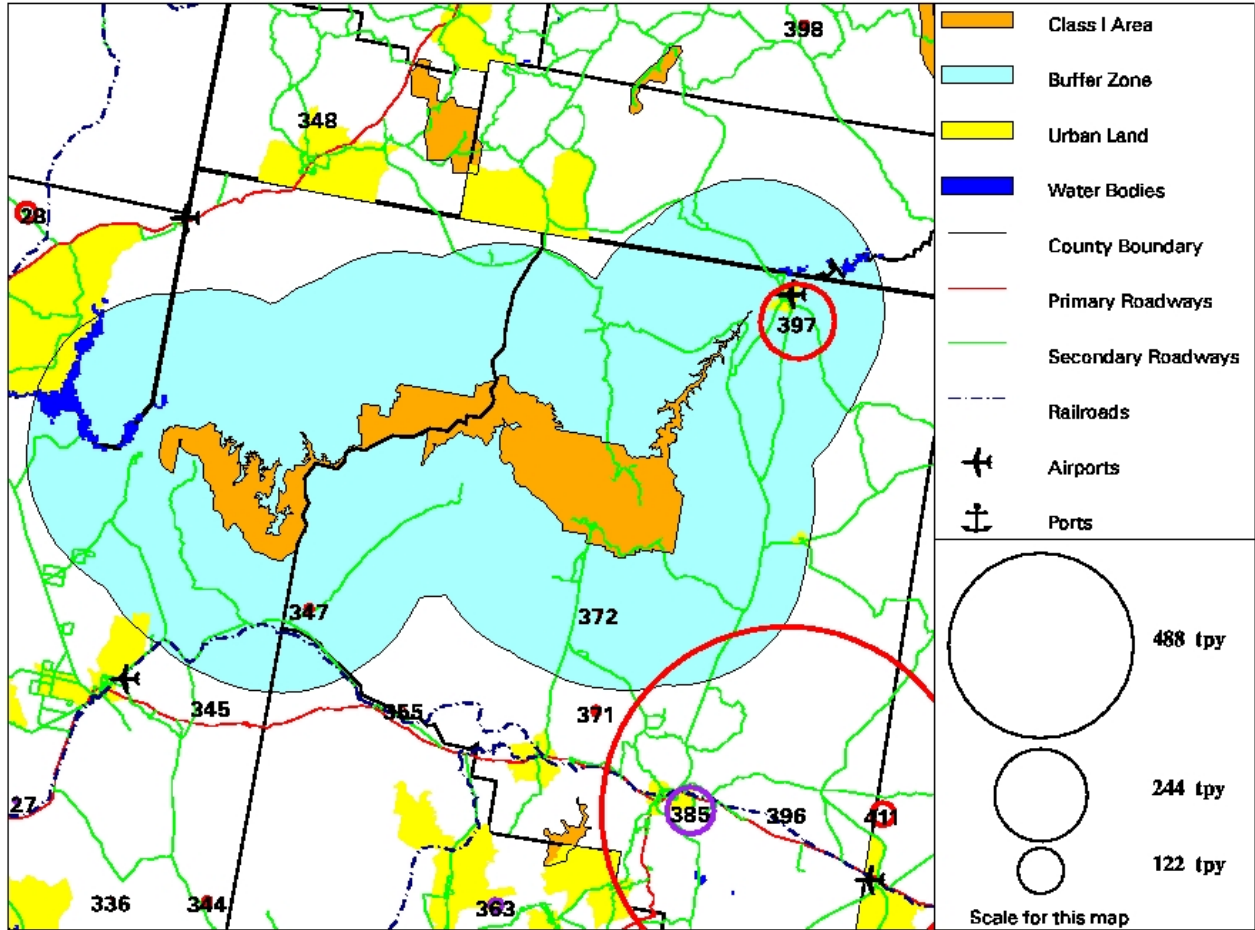 398
348
28
397
347
372
345
355
371
27
385
396
411
336
344
363
Class I Area
Buffer Zone
Urban Land
Water Bodies
County Boundary
Primary Roadways
Secondary Roadways
Railroads
Airports
Ports
488 tpy
244 tpy
122 tpy
Scale for this map